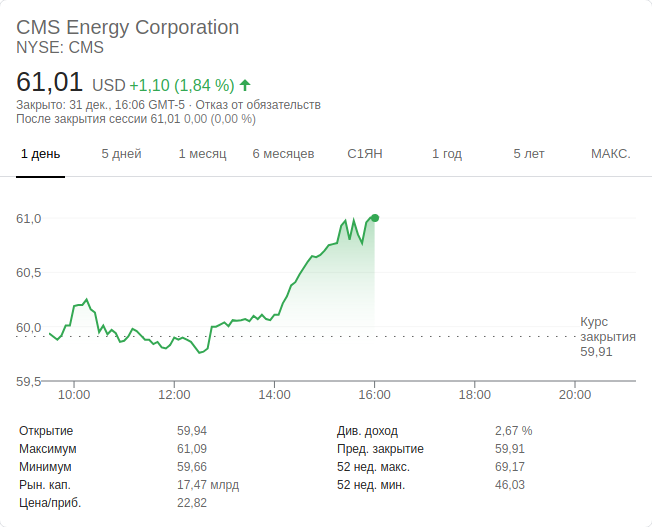 CMS Energy Corporation
NYSE: CMS
61,01 USD +1,10 (1,84 %)
Закрыто: 31 дек., 16:06 GMT-5 · Отказ от обязательств
После закрытия сессии 61,01 0,00 (0,00 %)
1 день 5 дней 1 месяц 6 месяцев С1ЯН 1 год 5 лет МАКС.
61,0
60,5
60,0
59,5
Курс
закрытия
59,91
10:00 12:00 14:00 16:00 18:00 20:00
Открытие 59,94
Максимум 61,09
Минимум 59,66
Рын. кап. 17,47 млрд
Цена/приб. 22,82
Див. доход 2,67 %
Пред. закрытие 59,91
52 нед. макс. 69,17
52 нед. мин. 46,03